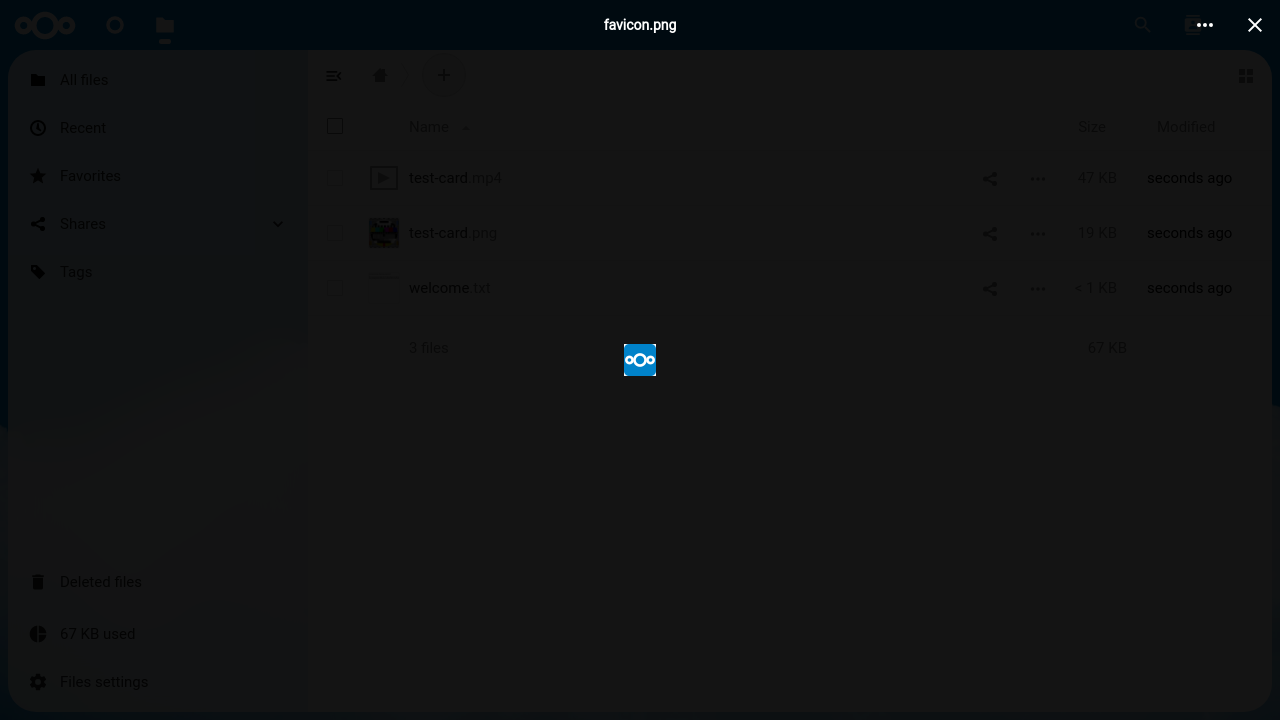 favicon.png
All files
Recent
Favorites
Shares
Tags
Name
Size
Modified
test-card.mp4
47 KB
seconds ago
test-card.png
19 KB
seconds ago
welcome.txt
< 1 KB
seconds ago
3 files
67 KB
Deleted files
67 KB used
Files settings